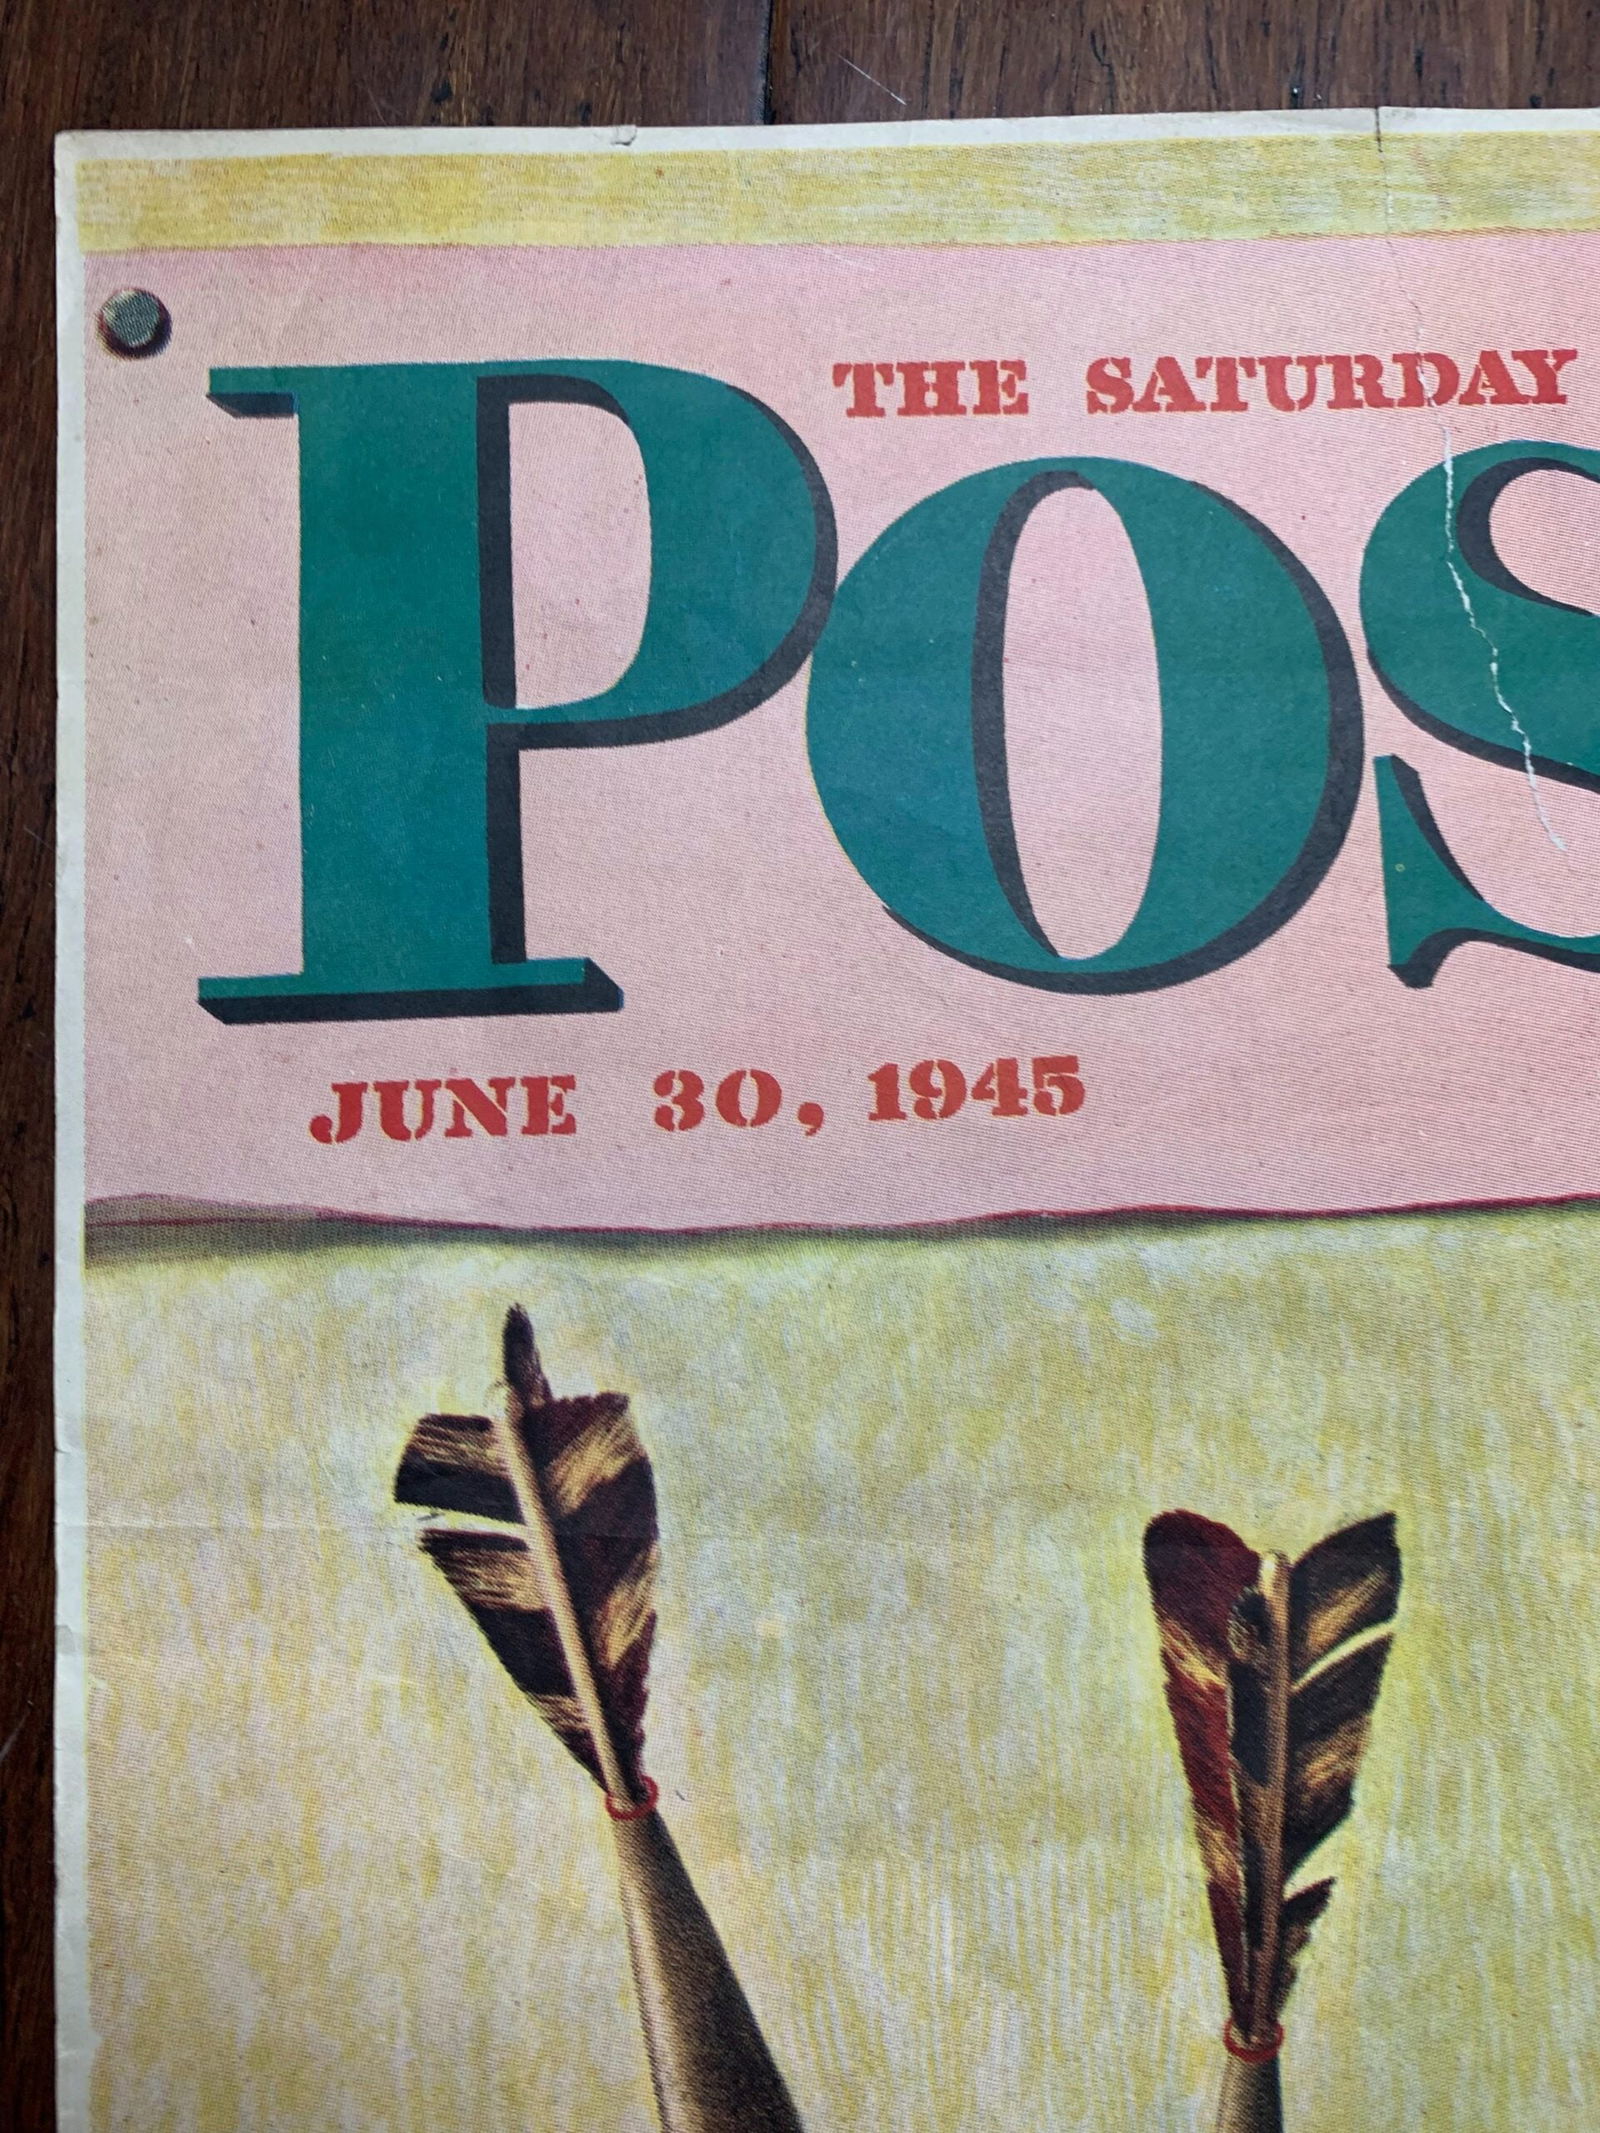 THE SATURDAY
POS
JUNE 30, 1945